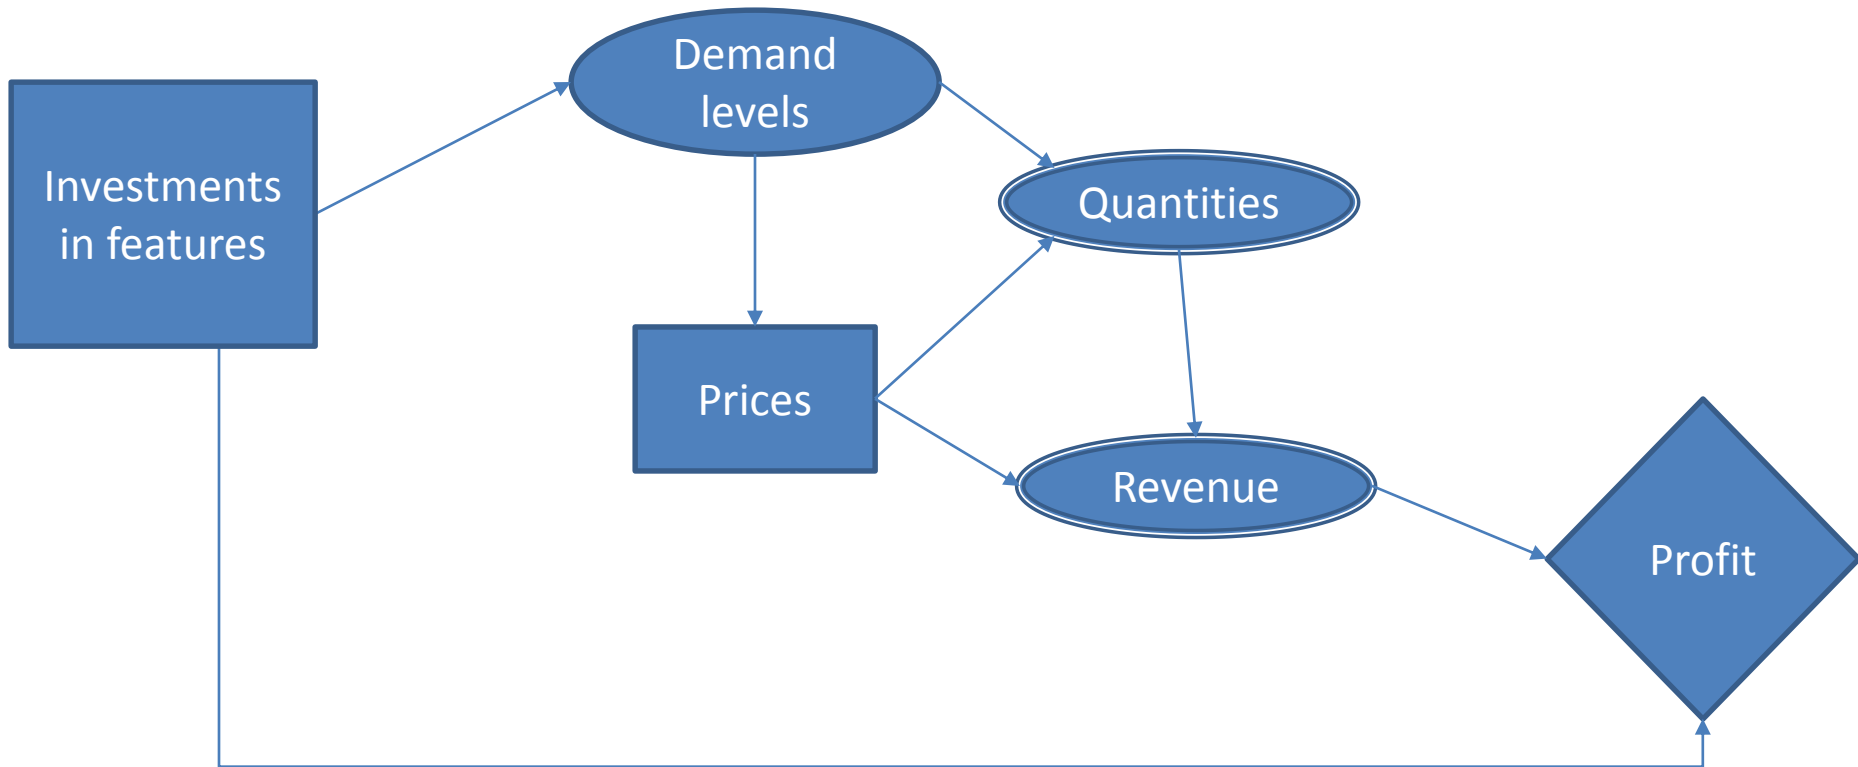 Demand
levels
Investments
in features
Quantities
Prices
Revenue
Profit